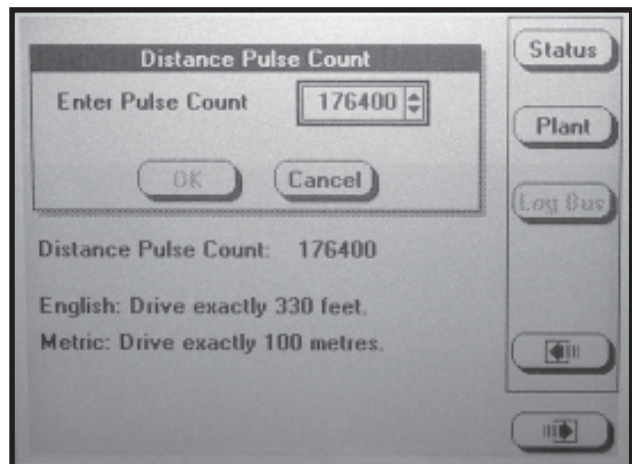 Distance Pulse Count
Enter Pulse Count 176400
OK Cancel
Distance Pulse Count: 176400
English: Drive exactly 330 feet.
Metric: Drive exactly 100 metres.
Status
Plant
Log Bus